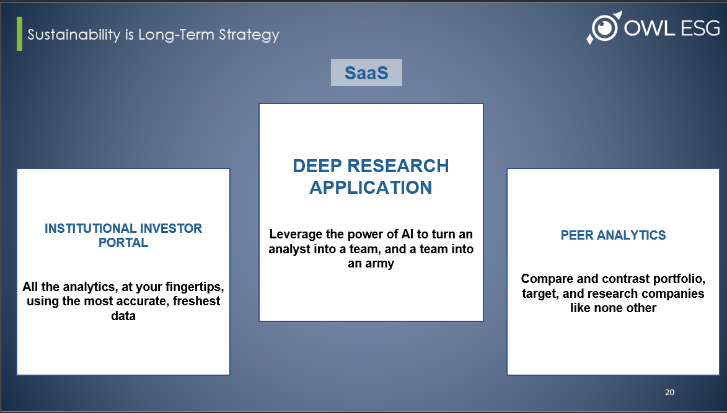 Sustainability is Long-Term Strategy
OWL ESG
SaaS
INSTITUTIONAL INVESTOR
PORTAL
All the analytics, at your fingertips,
using the most accurate, freshest
data
DEEP RESEARCH
APPLICATION
Leverage the power of AI to turn an
analyst into a team, and a team into
an army
PEER ANALYTICS
Compare and contrast portfolio,
target, and research companies
like none other
20